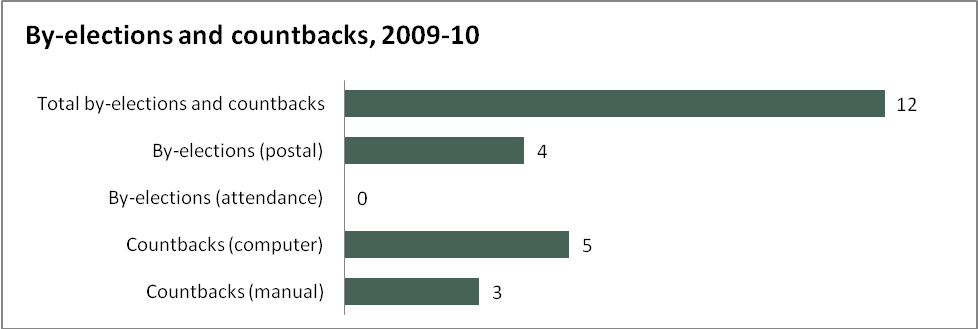 By-elections and countbacks, 2009-10
Total by-elections and countbacks 12
By-elections (postal) 4
By-elections (attendance) 0
Countbacks (computer) 5
Countbacks (manual) 3